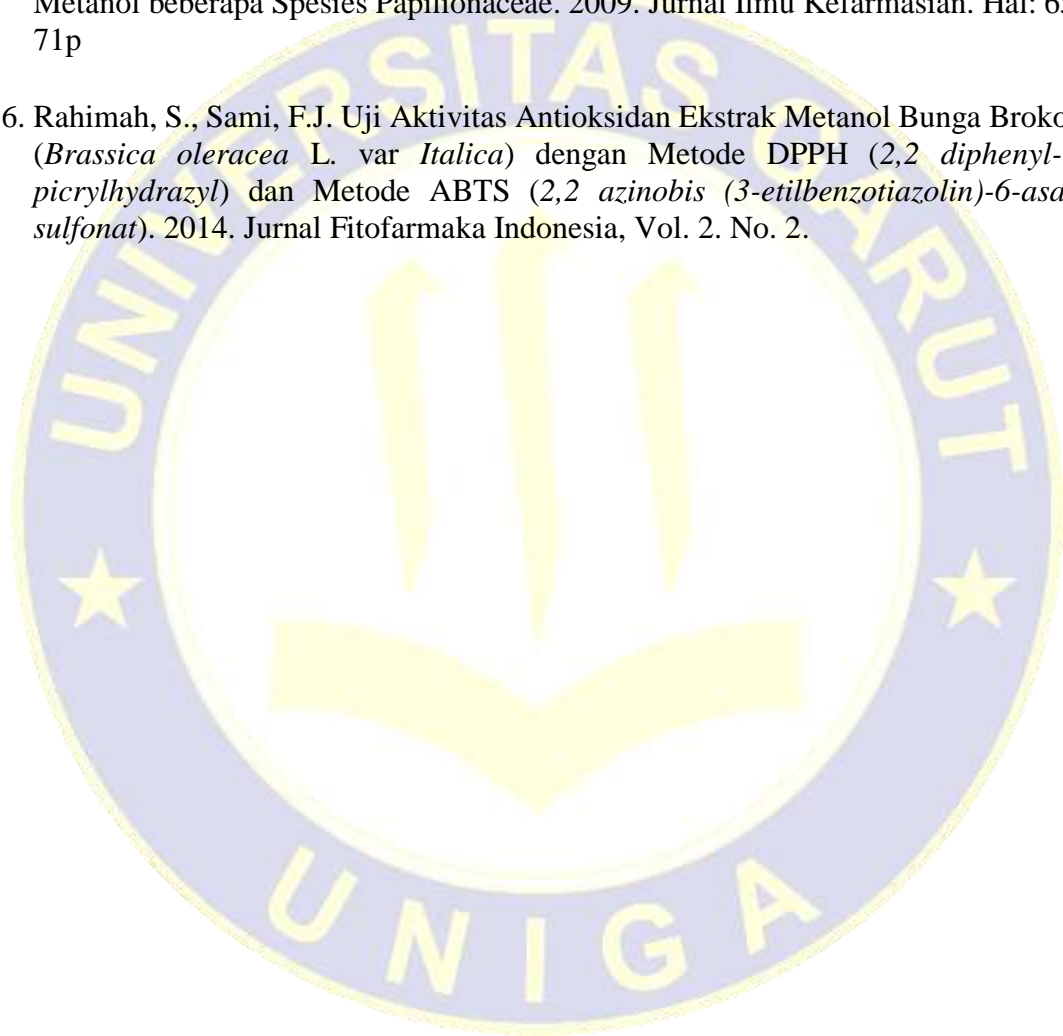 Metanol beberapa Spesies Papilionaceae. 2009. Jurnal Ilmu Kefarmasian. Hal:
71p
6. Rahimah, S., Sami, F.J. Uji Aktivitas Antioksidan Ekstrak Metanol Bunga Broko
(Brassica oleracea L. var Italica) dengan Metode DPPH (2,2 diphenyl-
picrylhydrazyl) dan Metode ABTS (2,2 azinobis (3-etilbenzotiazolin)-6-asa
sulfonat). 2014. Jurnal Fitofarmaka Indonesia, Vol. 2. No. 2.
UNIVERSITAS GARUT
UNIGA